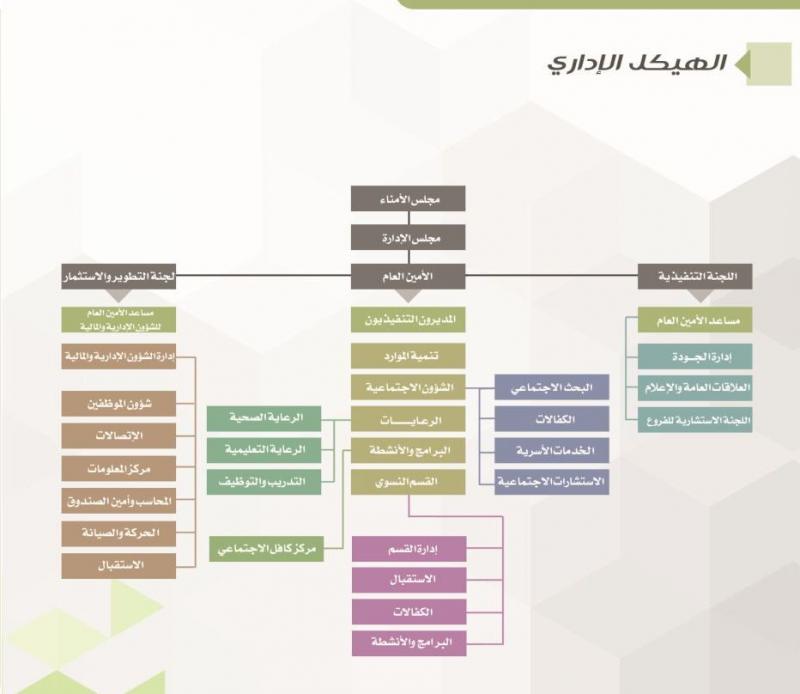 الهيكل الإداري
مجلس الأمناء
مجلس الإدارة
اللجنة التنفيذية
الأمين العام
لجنة التطوير والاستثمار
مساعد الأمين العام
إدارة الجودة
العلاقات العامة والإعلام
اللجنة الاستشارية للفروع
المديرون التنفيذيون
تنمية الموارد
الشؤون الاجتماعية
الرعايـــات
البرامج والأنشطة
القسم النسوي
البحث الاجتماعي
الكفالات
الخدمات الأسرية
الاستشارات الاجتماعية
الرعاية الصحية
الرعاية التعليمية
التدريب والتوظيف
مركز كافل الاجتماعي
إدارة القسم
الاستقبال
الكفالات
البرامج والأنشطة
مساعد الأمين العام
للشؤون الإدارية والمالية
إدارة الشؤون الإدارية والمالية
شؤون الموظفين
الإتصالات
مركز المعلومات
المحاسب وأمين الصندوق
الحركة والصيانة
الاستقبال